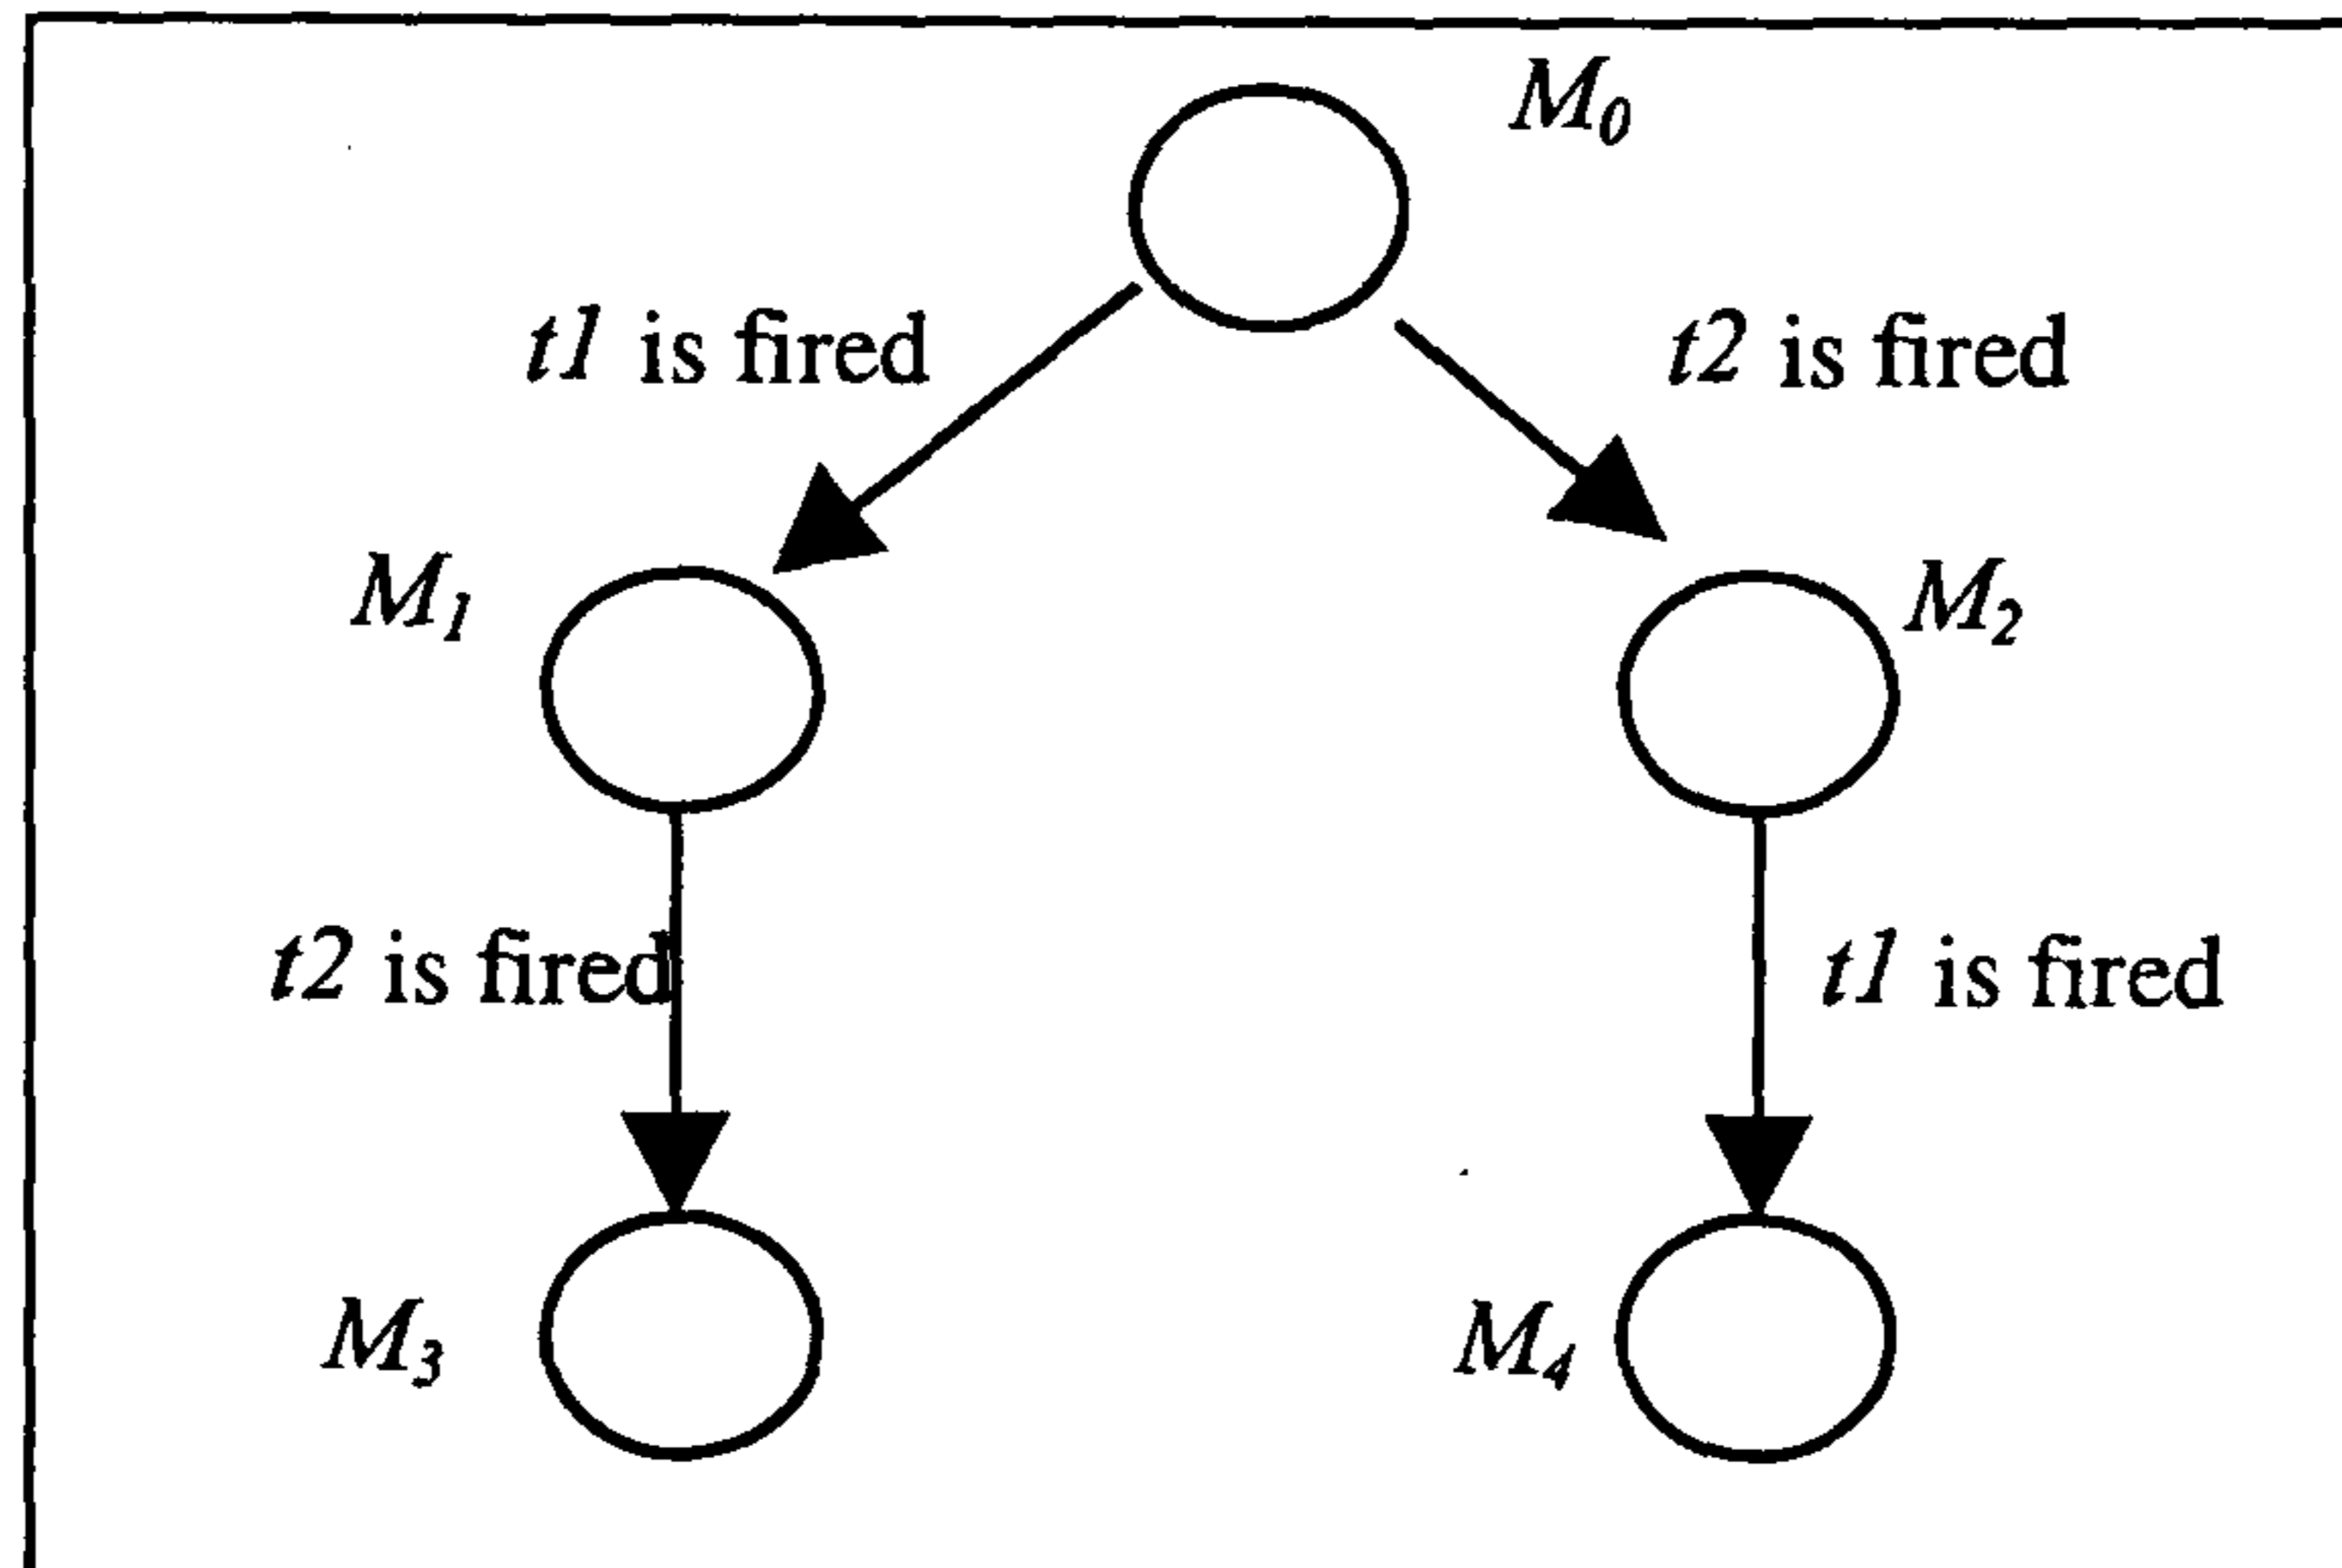 M0
t1 is fired
t2 is fired
M1
M2
t2 is fired
t1 is fired
M3
M4